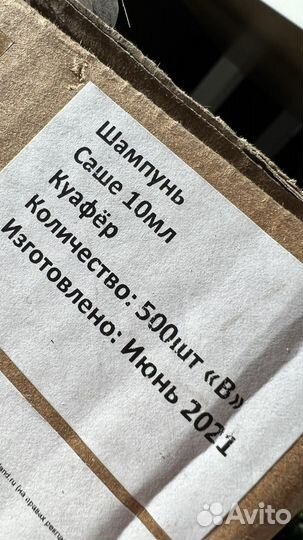 Шампунь
Саше 10мл
Куафёр
Количество: 500шт «В»
Изготовлено: Июнь 2021
Avito